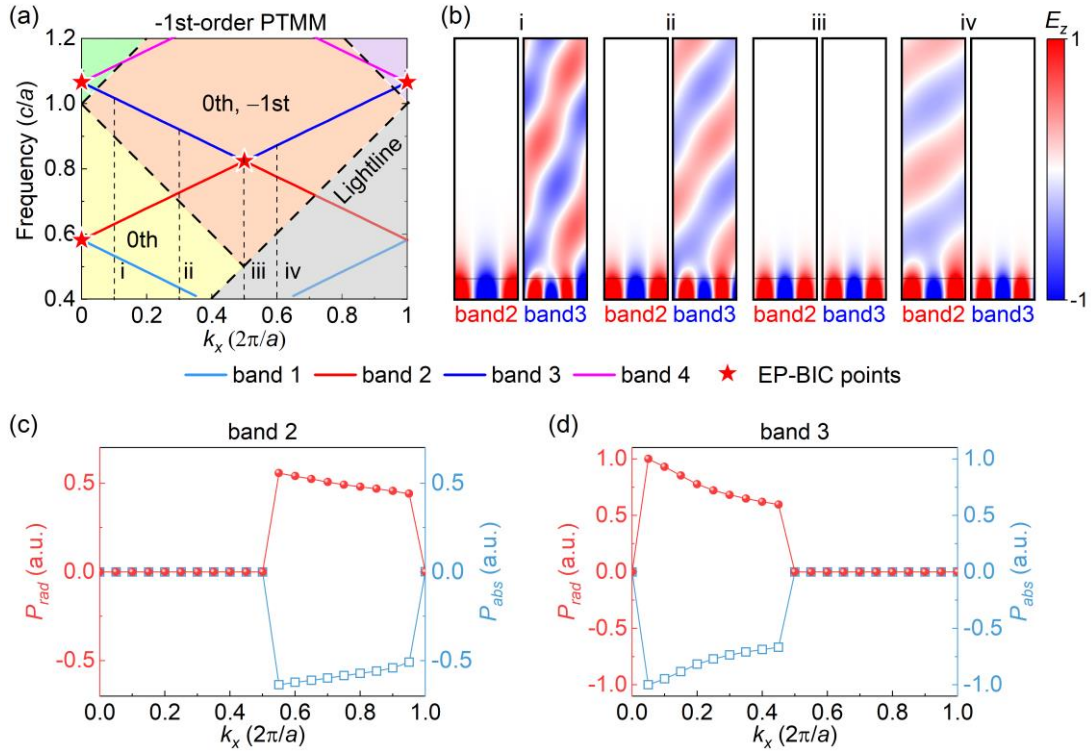 (a)
-1st-order PTMM
Frequency (c/a)
1.2
1.0
0.8
0.6
0.4
0th, −1st
0th
Lightline
i
ii
iii
iv
0.0 0.2 0.4 0.6 0.8 1
kx (2π/a)
(b)
i ii iii iv
Ez
1
-1
band2 band3 band2 band3 band2 band3 band2 band3
band 1 band 2 band 3 band 4 EP-BIC points
(c)
band 2
Prad (a.u.)
0.5
0.0
-0.5
Pabs (a.u.)
0.5
0.0
-0.5
0.0 0.2 0.4 0.6 0.8 1.0
kx (2π/a)
(d)
band 3
Prad (a.u.)
1.0
0.5
0.0
-0.5
-1.0
Pabs (a.u.)
1.0
0.5
0.0
-0.5
-1.0
0.0 0.2 0.4 0.6 0.8 1.0
kx (2π/a)